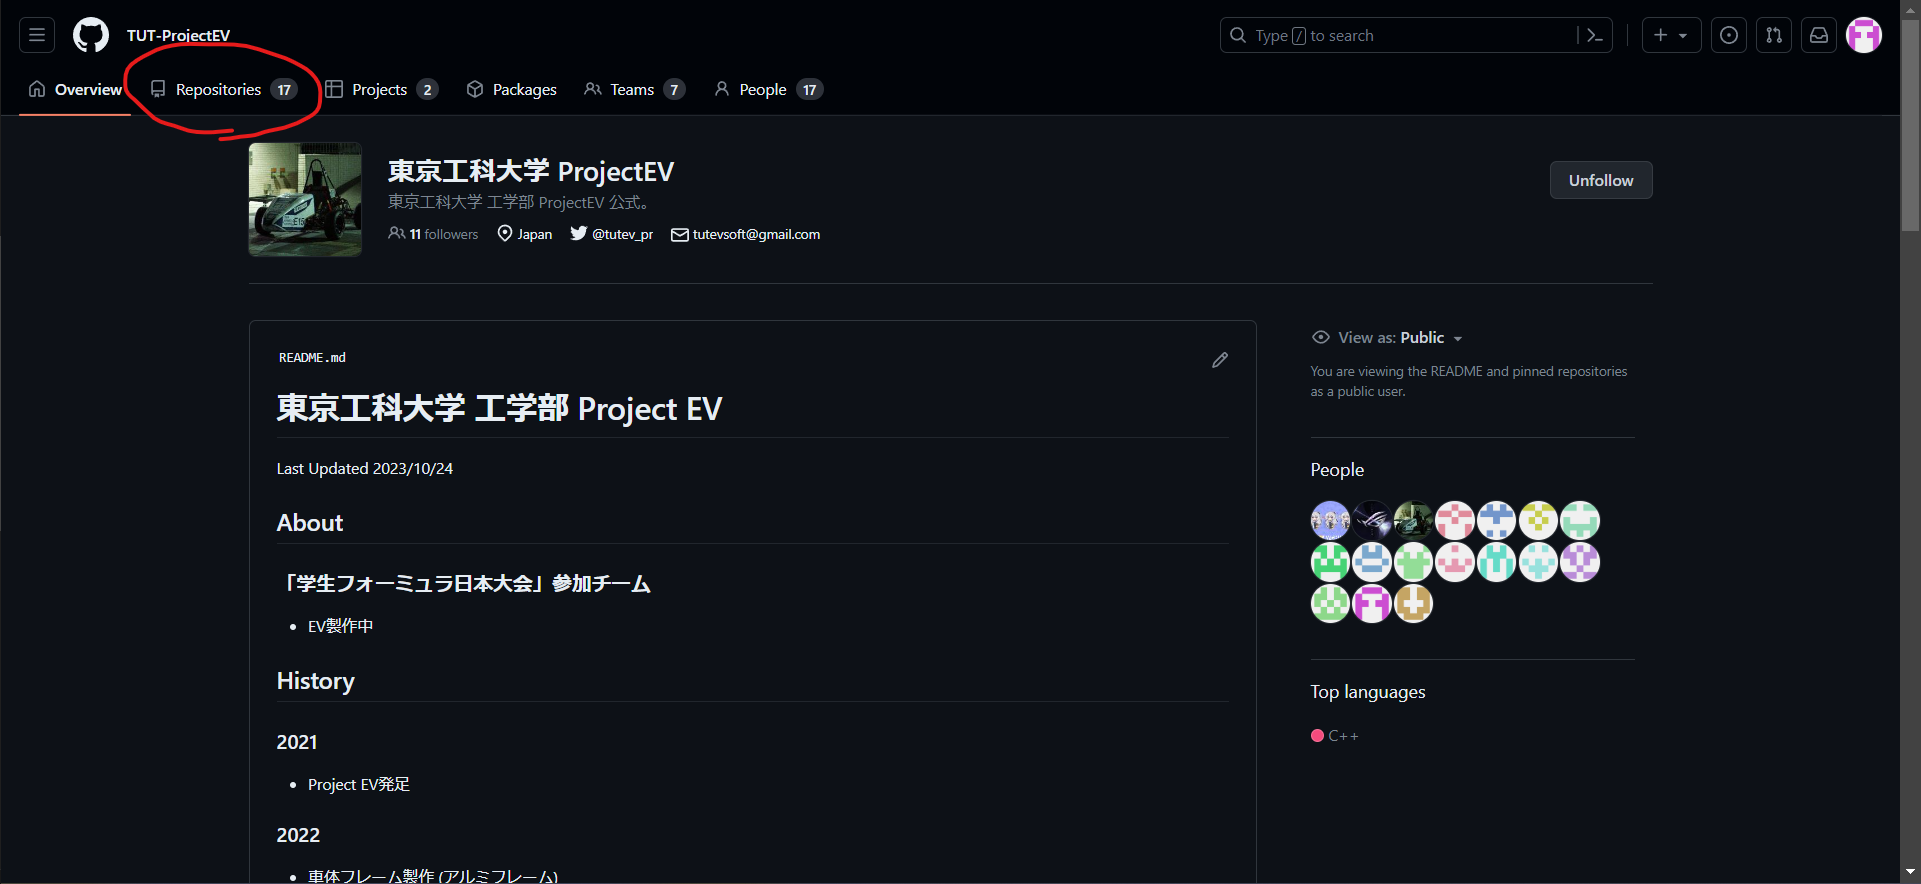 TUT-ProjectEV
Type / to search
Overview
Repositories 17
Projects 2
Packages
Teams 7
People 17
東京工科大学 ProjectEV
東京工科大学 工学部 ProjectEV 公式。
11 followers
Japan
@tutev_pr
tutevsoft@gmail.com
Unfollow
README.md
東京工科大学 工学部 Project EV
Last Updated 2023/10/24
About
「学生フォーミュラ日本大会」参加チーム
EV製作中
History
2021
Project EV発足
2022
車体フレーム製作 (アルミフレーム)
View as: Public
You are viewing the README and pinned repositories
as a public user.
People
Top languages
C++